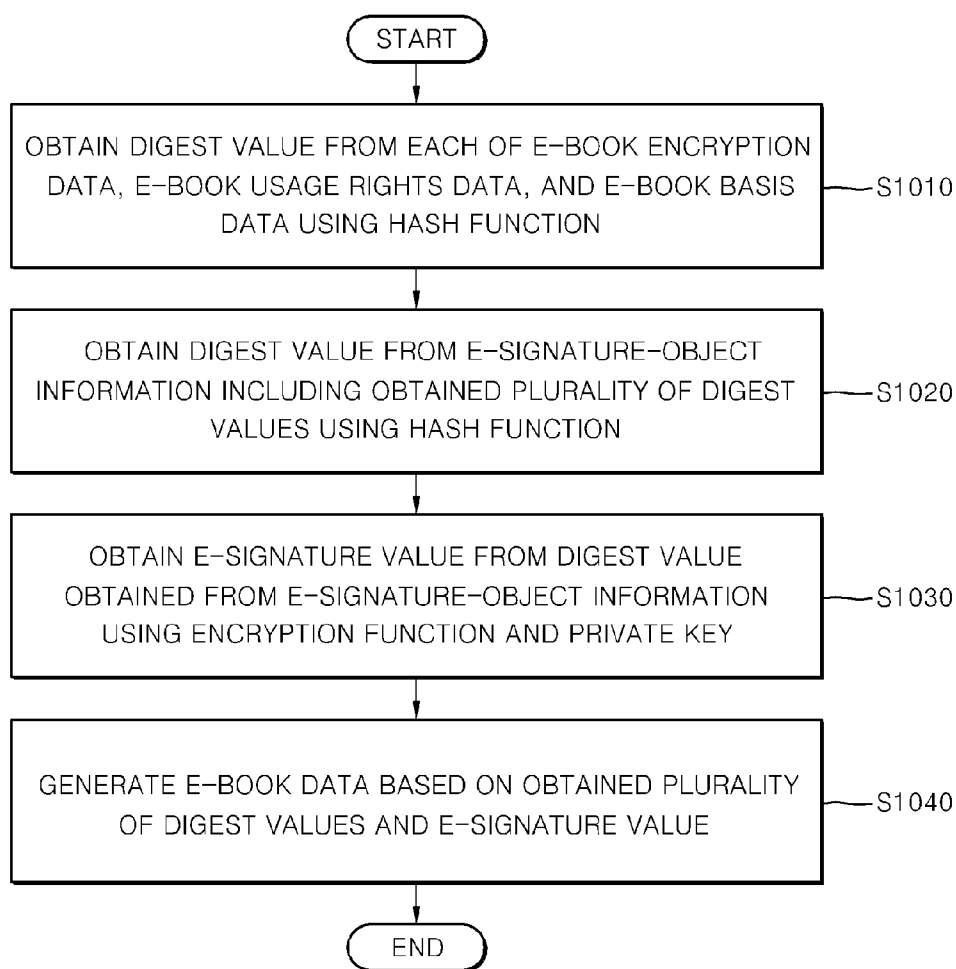 START
OBTAIN DIGEST VALUE FROM EACH OF E-BOOK ENCRYPTION
DATA, E-BOOK USAGE RIGHTS DATA, AND E-BOOK BASIS
DATA USING HASH FUNCTION
S1010
OBTAIN DIGEST VALUE FROM E-SIGNATURE-OBJECT
INFORMATION INCLUDING OBTAINED PLURALITY OF DIGEST
VALUES USING HASH FUNCTION
S1020
OBTAIN E-SIGNATURE VALUE FROM DIGEST VALUE
OBTAINED FROM E-SIGNATURE-OBJECT INFORMATION
USING ENCRYPTION FUNCTION AND PRIVATE KEY
S1030
GENERATE E-BOOK DATA BASED ON OBTAINED PLURALITY
OF DIGEST VALUES AND E-SIGNATURE VALUE
S1040
END